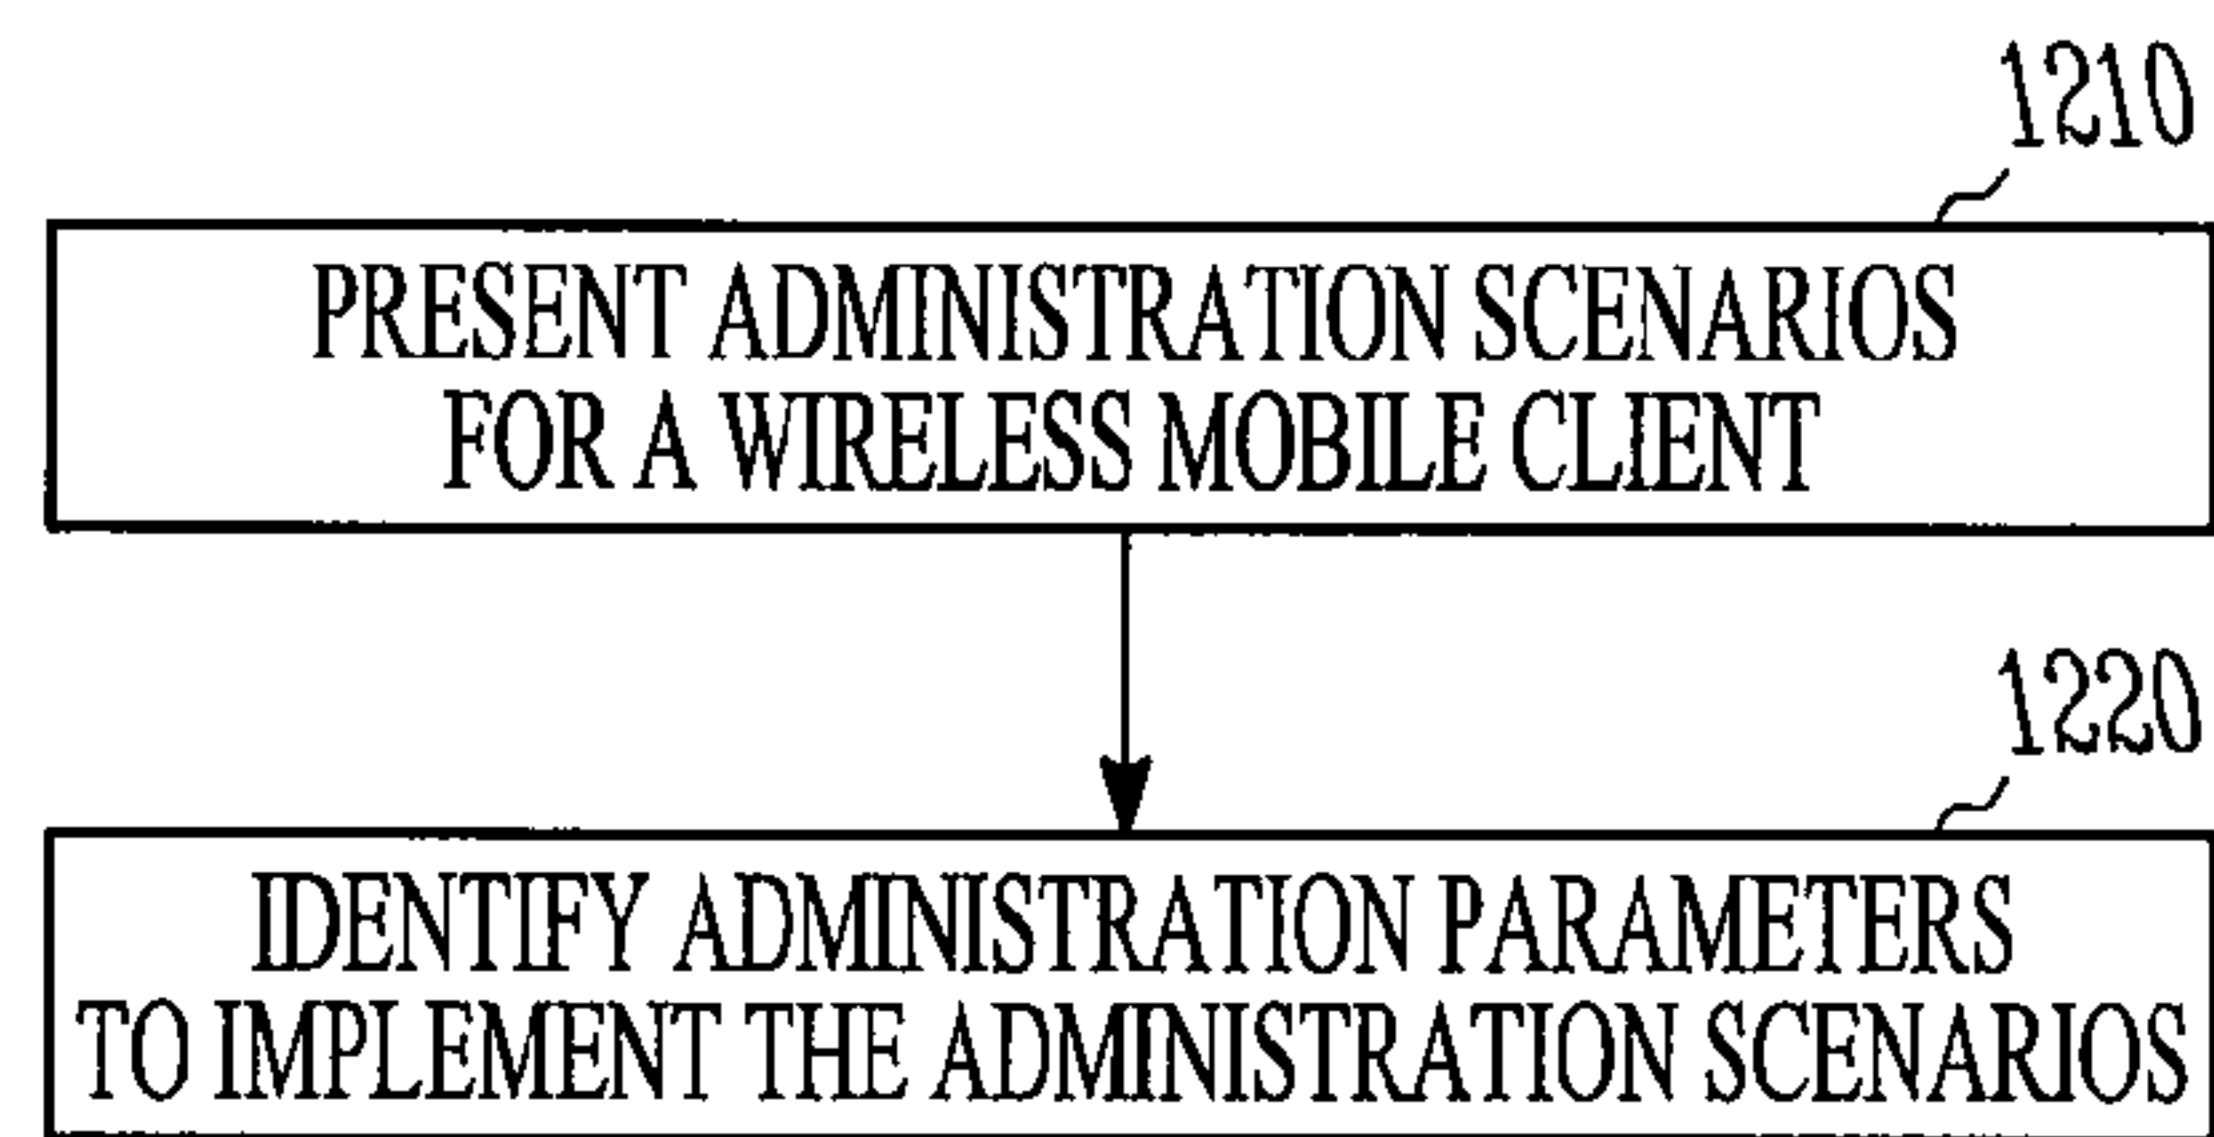 1210
PRESENT ADMINISTRATION SCENARIOS
FOR A WIRELESS MOBILE CLIENT
1220
IDENTIFY ADMINISTRATION PARAMETERS
TO IMPLEMENT THE ADMINISTRATION SCENARIOS